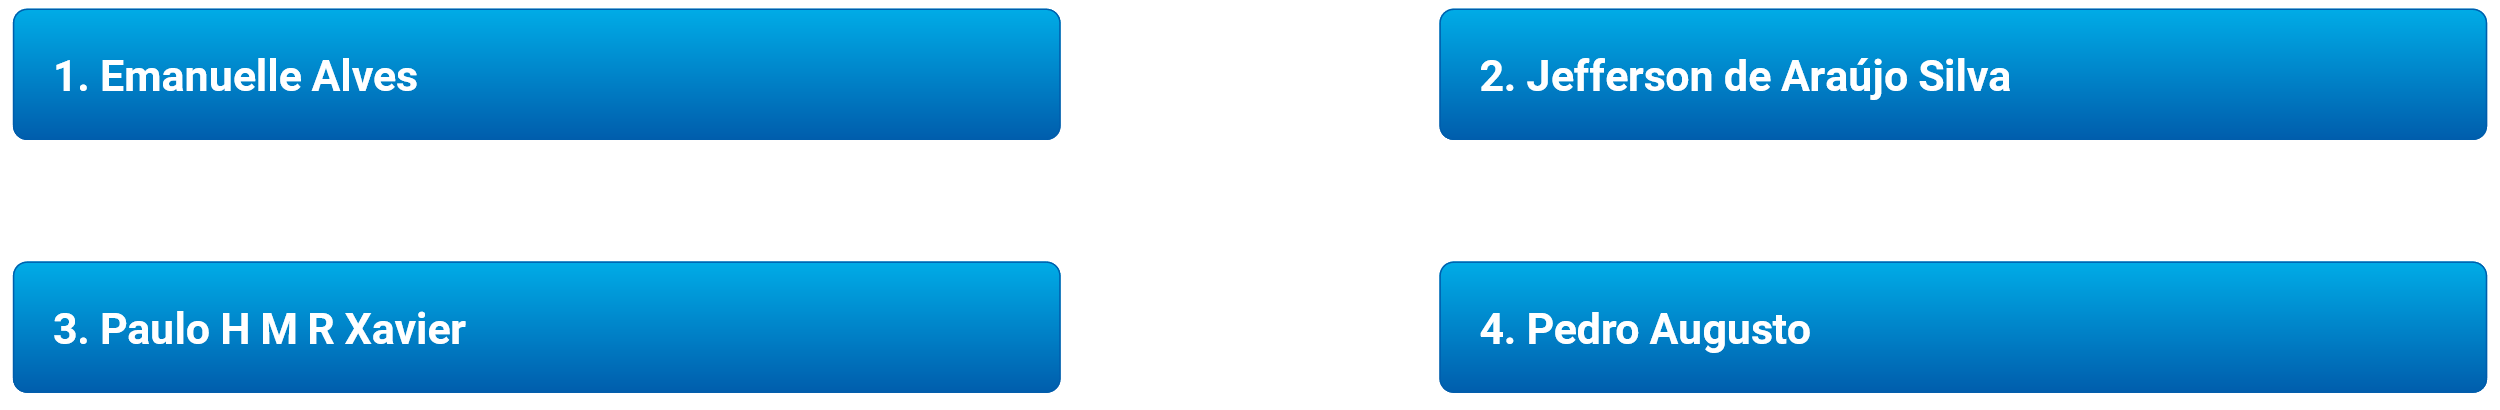 1. Emanuelle Alves
2. Jefferson de Araújo Silva
3. Paulo H M R Xavier
4. Pedro Augusto